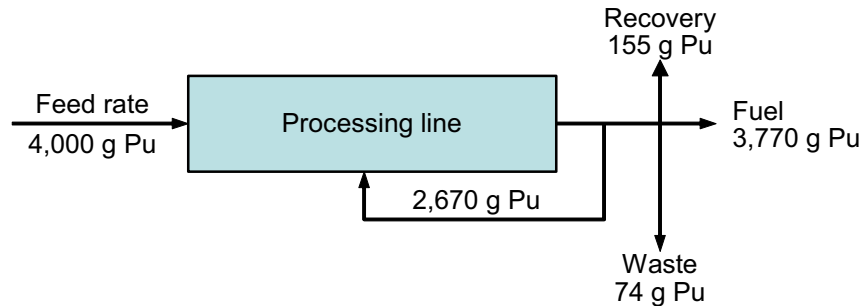 Recovery
155 g Pu
Feed rate
4,000 g Pu
Processing line
Fuel
3,770 g Pu
2,670 g Pu
Waste
74 g Pu